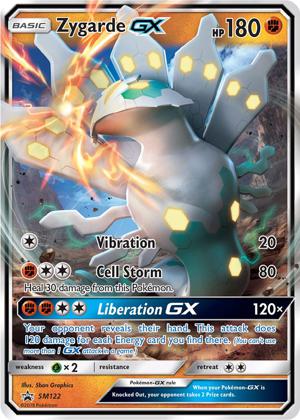 BASIC Zygarde GX HP 180
Vibration 20
Cell Storm 80
Heal 30 damage from this Pokémon.
Liberation GX 120×
Your opponent reveals their hand. This attack does
120 damage for each Energy card you find there. (You can't use
more than 1 GX attack in a game.)
weakness ×2 resistance retreat
Illus. 5ban Graphics
Pokémon-GX rule
When your Pokémon-GX is
Knocked Out, your opponent takes 2 Prize cards.
PROMO SM122
©2018 Pokémon